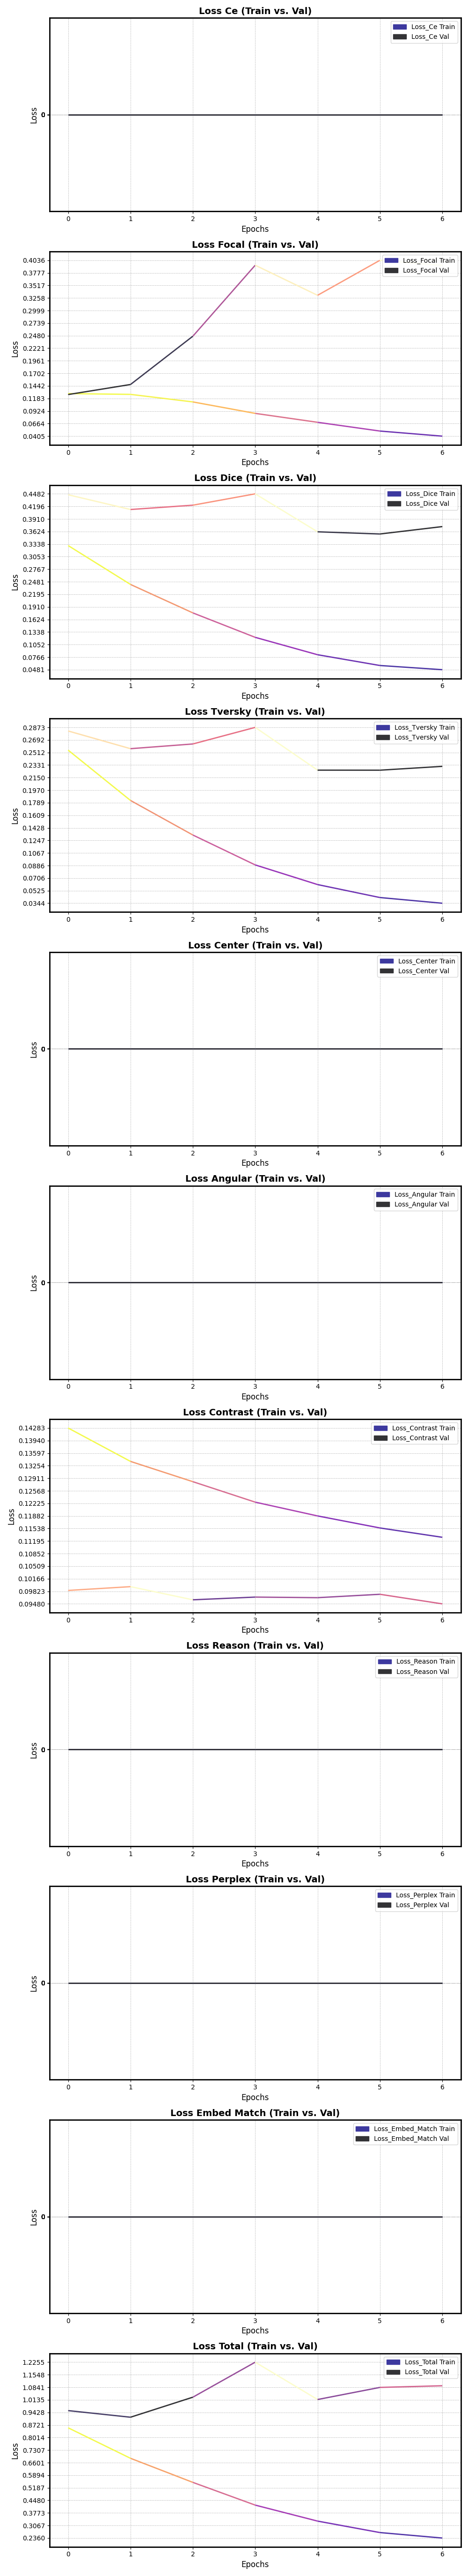 Loss Ce (Train vs. Val)
Loss_Ce Train
Loss_Ce Val
Loss
0
0 1 2 3 4 5 6
Epochs
Loss Focal (Train vs. Val)
Loss_Focal Train
Loss_Focal Val
Loss
0.4036
0.3777
0.3517
0.3258
0.2999
0.2739
0.2480
0.2221
0.1961
0.1702
0.1442
0.1183
0.0924
0.0664
0.0405
0 1 2 3 4 5 6
Epochs
Loss Dice (Train vs. Val)
Loss_Dice Train
Loss_Dice Val
Loss
0.4482
0.4196
0.3910
0.3624
0.3338
0.3053
0.2767
0.2481
0.2195
0.1910
0.1624
0.1338
0.1052
0.0766
0.0481
0 1 2 3 4 5 6
Epochs
Loss Tversky (Train vs. Val)
Loss_Tversky Train
Loss_Tversky Val
Loss
0.2873
0.2692
0.2512
0.2331
0.2150
0.1970
0.1789
0.1609
0.1428
0.1247
0.1067
0.0886
0.0706
0.0525
0.0344
0 1 2 3 4 5 6
Epochs
Loss Center (Train vs. Val)
Loss_Center Train
Loss_Center Val
Loss
0
0 1 2 3 4 5 6
Epochs
Loss Angular (Train vs. Val)
Loss_Angular Train
Loss_Angular Val
Loss
0
0 1 2 3 4 5 6
Epochs
Loss Contrast (Train vs. Val)
Loss_Contrast Train
Loss_Contrast Val
Loss
0.14283
0.13940
0.13597
0.13254
0.12911
0.12568
0.12225
0.11882
0.11538
0.11195
0.10852
0.10509
0.10166
0.09823
0.09480
0 1 2 3 4 5 6
Epochs
Loss Reason (Train vs. Val)
Loss_Reason Train
Loss_Reason Val
Loss
0
0 1 2 3 4 5 6
Epochs
Loss Perplex (Train vs. Val)
Loss_Perplex Train
Loss_Perplex Val
Loss
0
0 1 2 3 4 5 6
Epochs
Loss Embed Match (Train vs. Val)
Loss_Embed_Match Train
Loss_Embed_Match Val
Loss
0
0 1 2 3 4 5 6
Epochs
Loss Total (Train vs. Val)
Loss_Total Train
Loss_Total Val
Loss
1.2255
1.1548
1.0841
1.0135
0.9428
0.8721
0.8014
0.7307
0.6601
0.5894
0.5187
0.4480
0.3773
0.3067
0.2360
0 1 2 3 4 5 6
Epochs